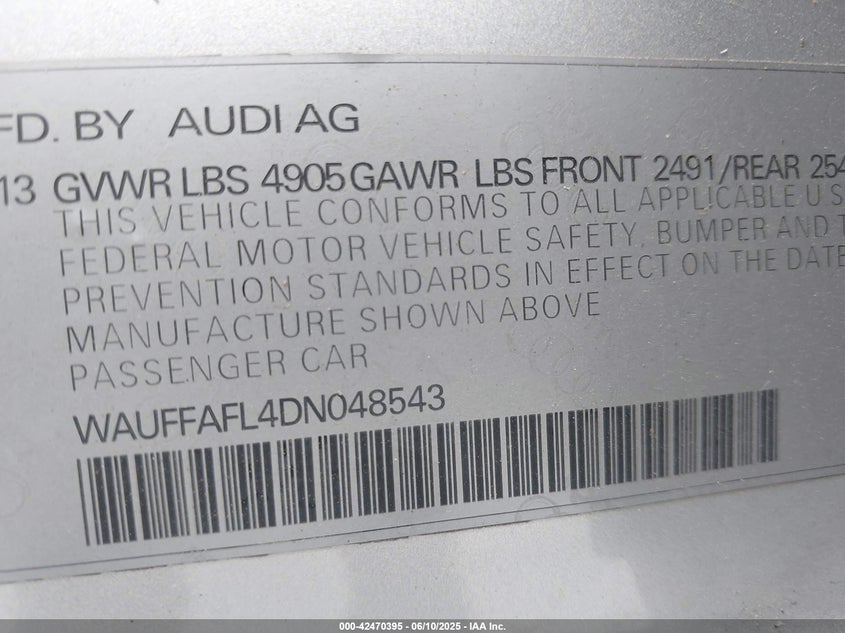 FD. BY AUDI AG
13 GVWR LBS 4905 GAWR LBS FRONT 2491/REAR 254
THIS VEHICLE CONFORMS TO ALL APPLICABLE U.S
FEDERAL MOTOR VEHICLE SAFETY, BUMPER AND T
PREVENTION STANDARDS IN EFFECT ON THE DATE
MANUFACTURE SHOWN ABOVE
PASSENGER CAR
WAUFFAFL4DN048543
000-42470395 - 06/10/2025 - IAA Inc.